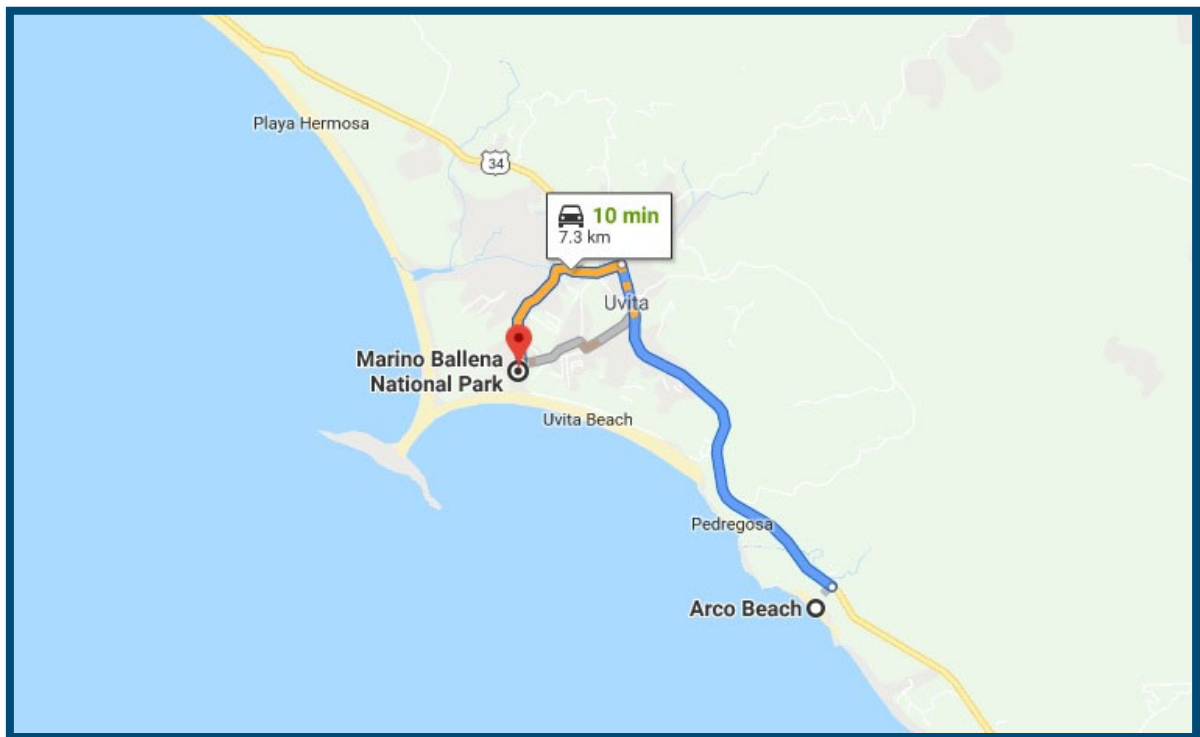 Playa Hermosa
34
10 min
7.3 km
Uvita
Marino Ballena
National Park
Uvita Beach
Pedregosa
Arco Beach